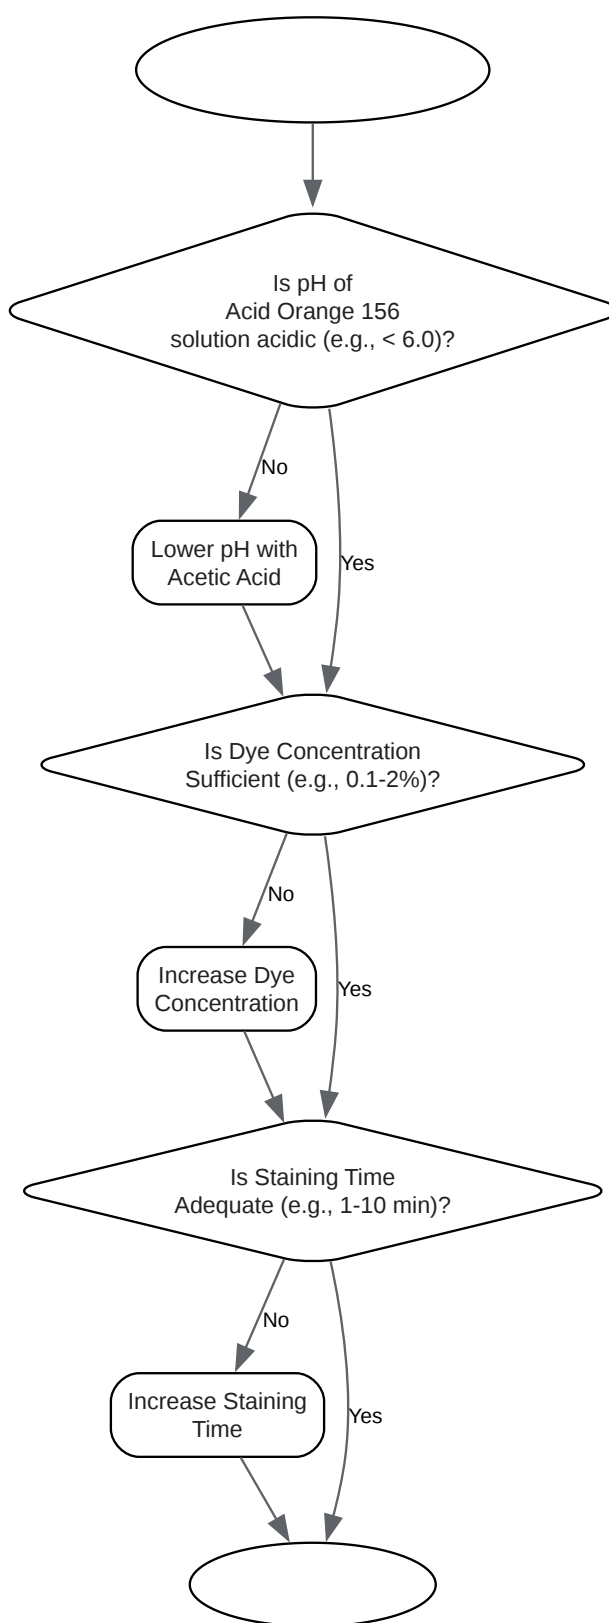 Is pH of
Acid Orange 156
solution acidic (e.g., < 6.0)?
No
Lower pH with
Acetic Acid
Yes
Is Dye Concentration
Sufficient (e.g., 0.1-2%)?
No
Increase Dye
Concentration
Yes
Is Staining Time
Adequate (e.g., 1-10 min)?
No
Increase Staining
Time
Yes